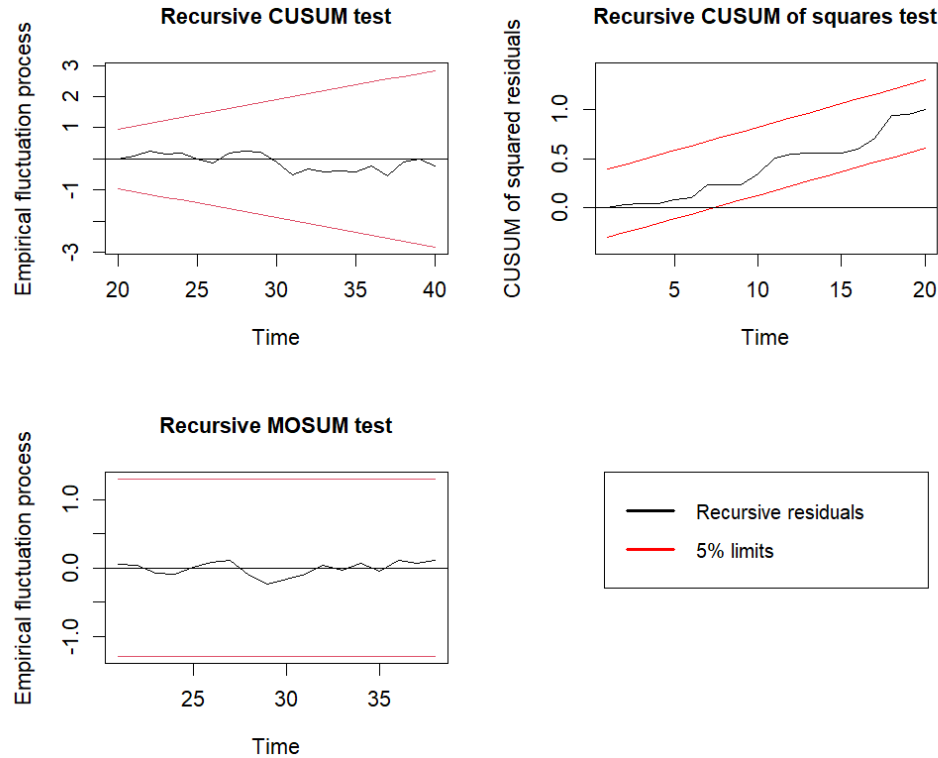 Recursive CUSUM test
Empirical fluctuation process
3
2
1
-1
-3
20
25
30
35
40
Time
Recursive CUSUM of squares test
CUSUM of squared residuals
1.0
0.5
0.0
5
10
15
20
Time
Recursive MOSUM test
Empirical fluctuation process
1.0
0.0
-1.0
25
30
35
Time
Recursive residuals
5% limits